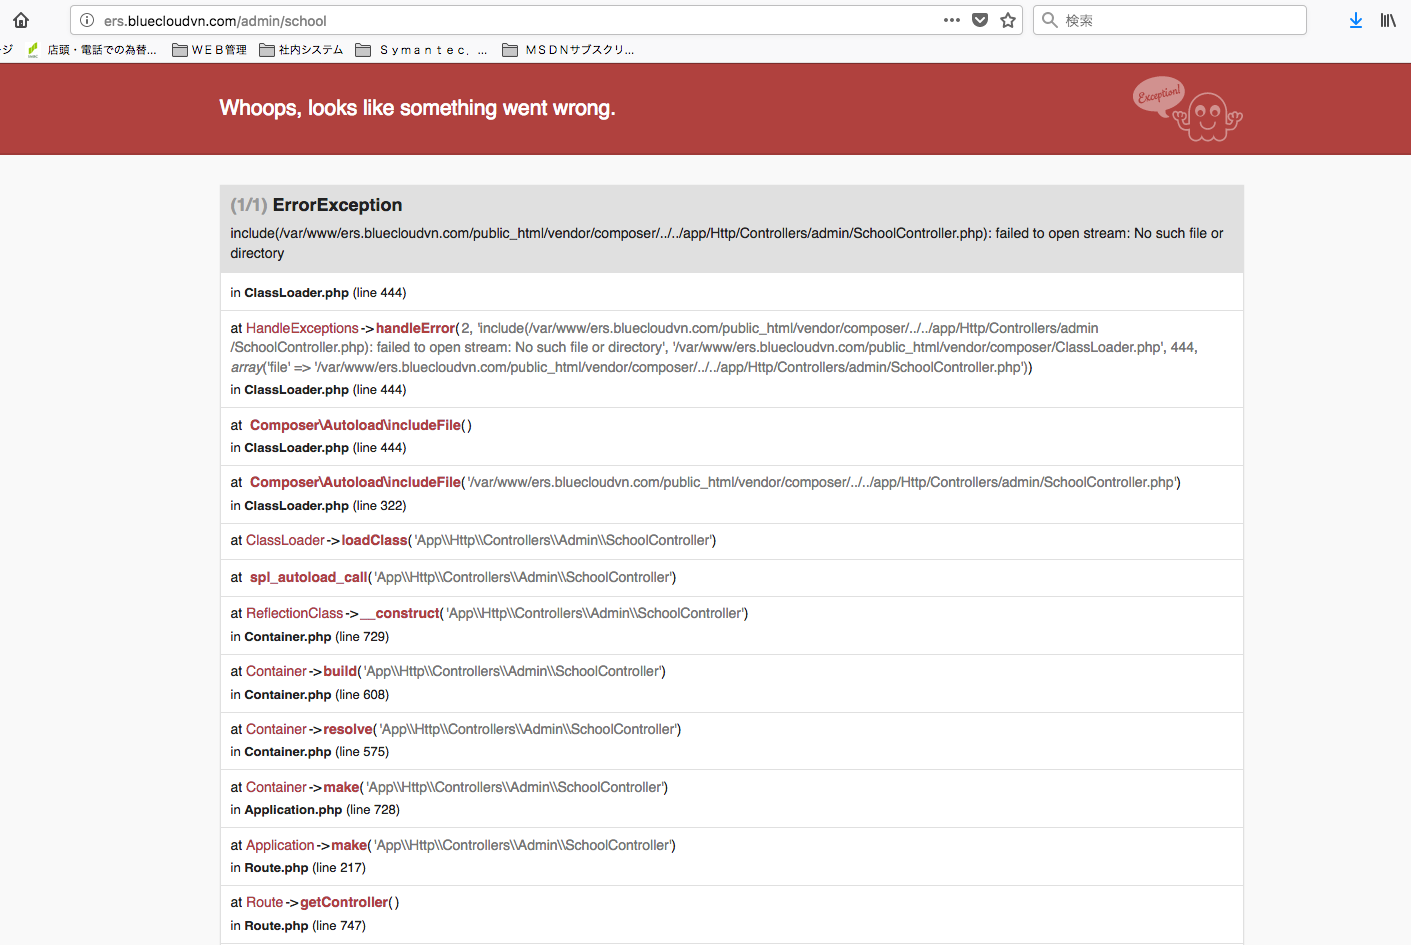 ers.bluecloudvn.com/admin/school
検索
ージ
店頭・電話での為替...
ＷＥＢ管理
社内システム
Ｓｙｍａｎｔｅｃ．...
ＭＳＤＮサブスクリ...
Whoops, looks like something went wrong.
Exception!
(1/1) ErrorException
include(/var/www/ers.bluecloudvn.com/public_html/vendor/composer/../../app/Http/Controllers/admin/SchoolController.php): failed to open stream: No such file or
directory
in ClassLoader.php (line 444)
at HandleExceptions->handleError(2, 'include(/var/www/ers.bluecloudvn.com/public_html/vendor/composer/../../app/Http/Controllers/admin
/SchoolController.php): failed to open stream: No such file or directory', '/var/www/ers.bluecloudvn.com/public_html/vendor/composer/ClassLoader.php', 444,
array('file' => '/var/www/ers.bluecloudvn.com/public_html/vendor/composer/../../app/Http/Controllers/admin/SchoolController.php'))
in ClassLoader.php (line 444)
at Composer\Autoload\includeFile()
in ClassLoader.php (line 444)
at Composer\Autoload\includeFile('/var/www/ers.bluecloudvn.com/public_html/vendor/composer/../../app/Http/Controllers/admin/SchoolController.php')
in ClassLoader.php (line 322)
at ClassLoader->loadClass('App\\Http\\Controllers\\Admin\\SchoolController')
at spl_autoload_call('App\\Http\\Controllers\\Admin\\SchoolController')
at ReflectionClass->__construct('App\\Http\\Controllers\\Admin\\SchoolController')
in Container.php (line 729)
at Container->build('App\\Http\\Controllers\\Admin\\SchoolController')
in Container.php (line 608)
at Container->resolve('App\\Http\\Controllers\\Admin\\SchoolController')
in Container.php (line 575)
at Container->make('App\\Http\\Controllers\\Admin\\SchoolController')
in Application.php (line 728)
at Application->make('App\\Http\\Controllers\\Admin\\SchoolController')
in Route.php (line 217)
at Route->getController()
in Route.php (line 747)